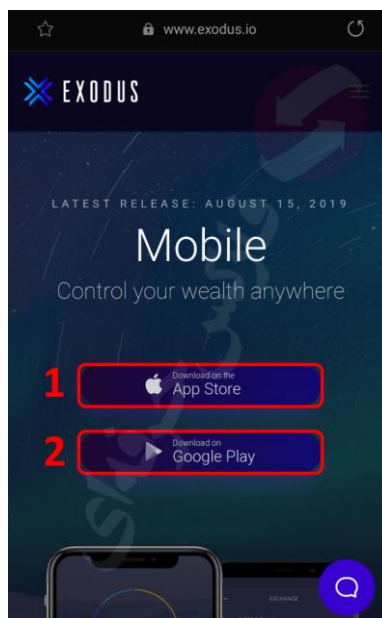 www.exodus.io
EXODUS
LATEST RELEASE: AUGUST 15, 2019
Mobile
Control your wealth anywhere
1
Download on the
App Store
2
Download on
Google Play
EXCHANGE